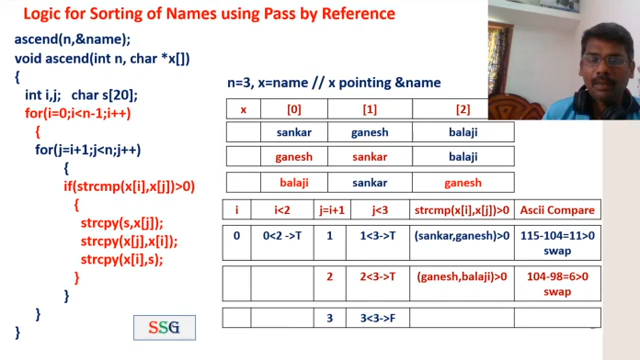 Logic for Sorting of Names using Pass by Reference
ascend(n,&name);
void ascend(int n, char *x[])
{
int i,j; char s[20];
for(i=0;i<n-1;i++)
{
for(j=i+1;j<n;j++)
{
if(strcmp(x[i],x[j])>0)
{
strcpy(s,x[j]);
strcpy(x[j],x[i]);
strcpy(x[i],s);
}
}
}
}
SSG
n=3, x=name // x pointing &name
x [0] [1] [2]
sankar ganesh balaji
ganesh sankar balaji
balaji sankar ganesh
i i<2 j=i+1 j<3 strcmp(x[i],x[j])>0 Ascii Compare
0 0<2 ->T 1 1<3->T (sankar,ganesh)>0 115-104=11>0
swap
2 2<3->T (ganesh,balaji)>0 104-98=6>0
swap
3 3<3->F